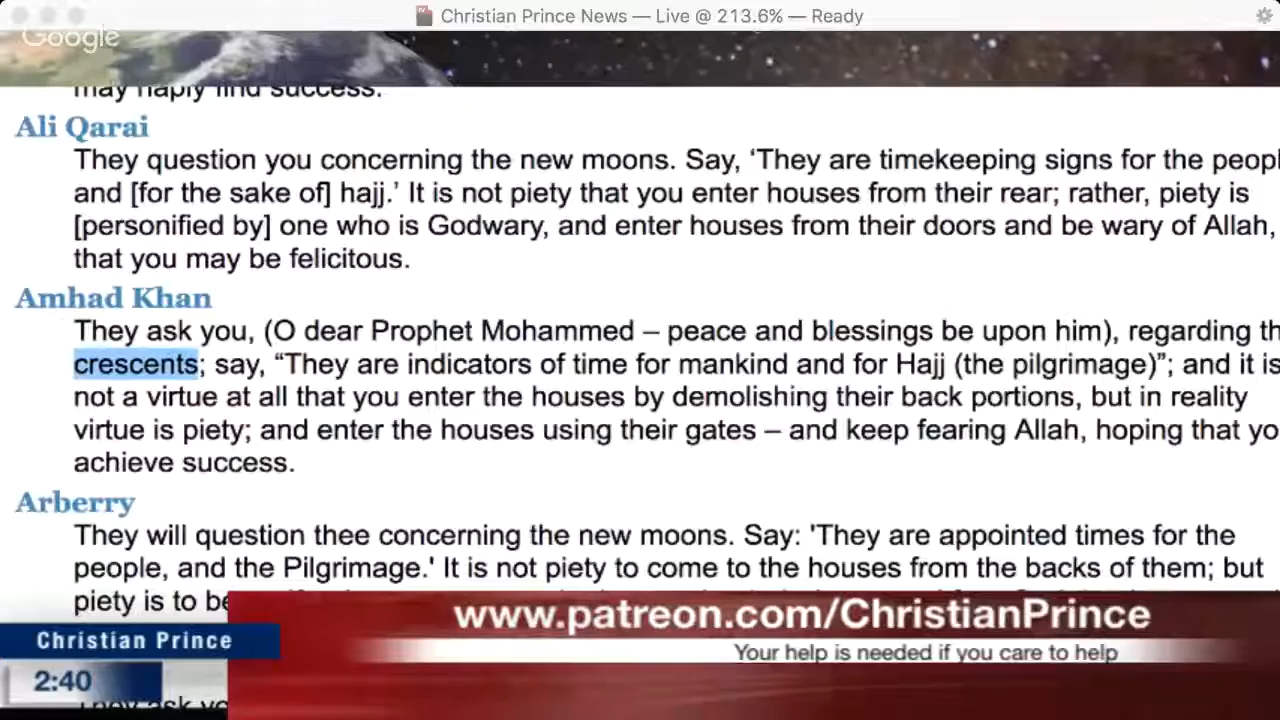 Christian Prince News — Live @ 213.6% — Ready
Google
may haply find success.
Ali Qarai
They question you concerning the new moons. Say, ‘They are timekeeping signs for the peopl
and [for the sake of] hajj.’ It is not piety that you enter houses from their rear; rather, piety is
[personified by] one who is Godwary, and enter houses from their doors and be wary of Allah,
that you may be felicitous.
Amhad Khan
They ask you, (O dear Prophet Mohammed – peace and blessings be upon him), regarding th
crescents; say, “They are indicators of time for mankind and for Hajj (the pilgrimage)”; and it is
not a virtue at all that you enter the houses by demolishing their back portions, but in reality
virtue is piety; and enter the houses using their gates – and keep fearing Allah, hoping that yo
achieve success.
Arberry
They will question thee concerning the new moons. Say: 'They are appointed times for the
people, and the Pilgrimage.' It is not piety to come to the houses from the backs of them; but
piety is to be
www.patreon.com/ChristianPrince
Christian Prince
Your help is needed if you care to help
2:40
They ask yo